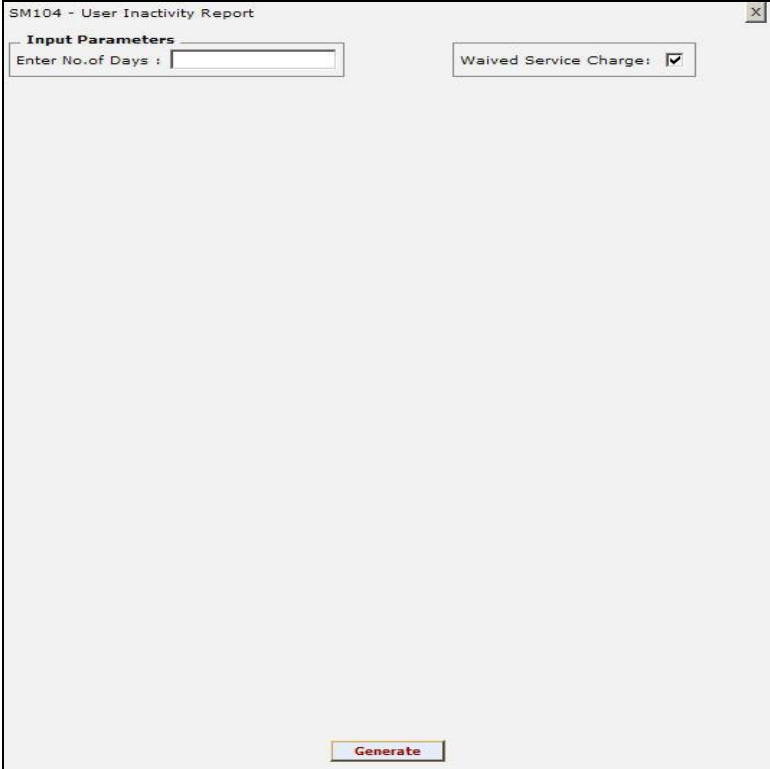 SM104 - User Inactivity Report X
Input Parameters
Enter No.of Days : Waived Service Charge:
Generate